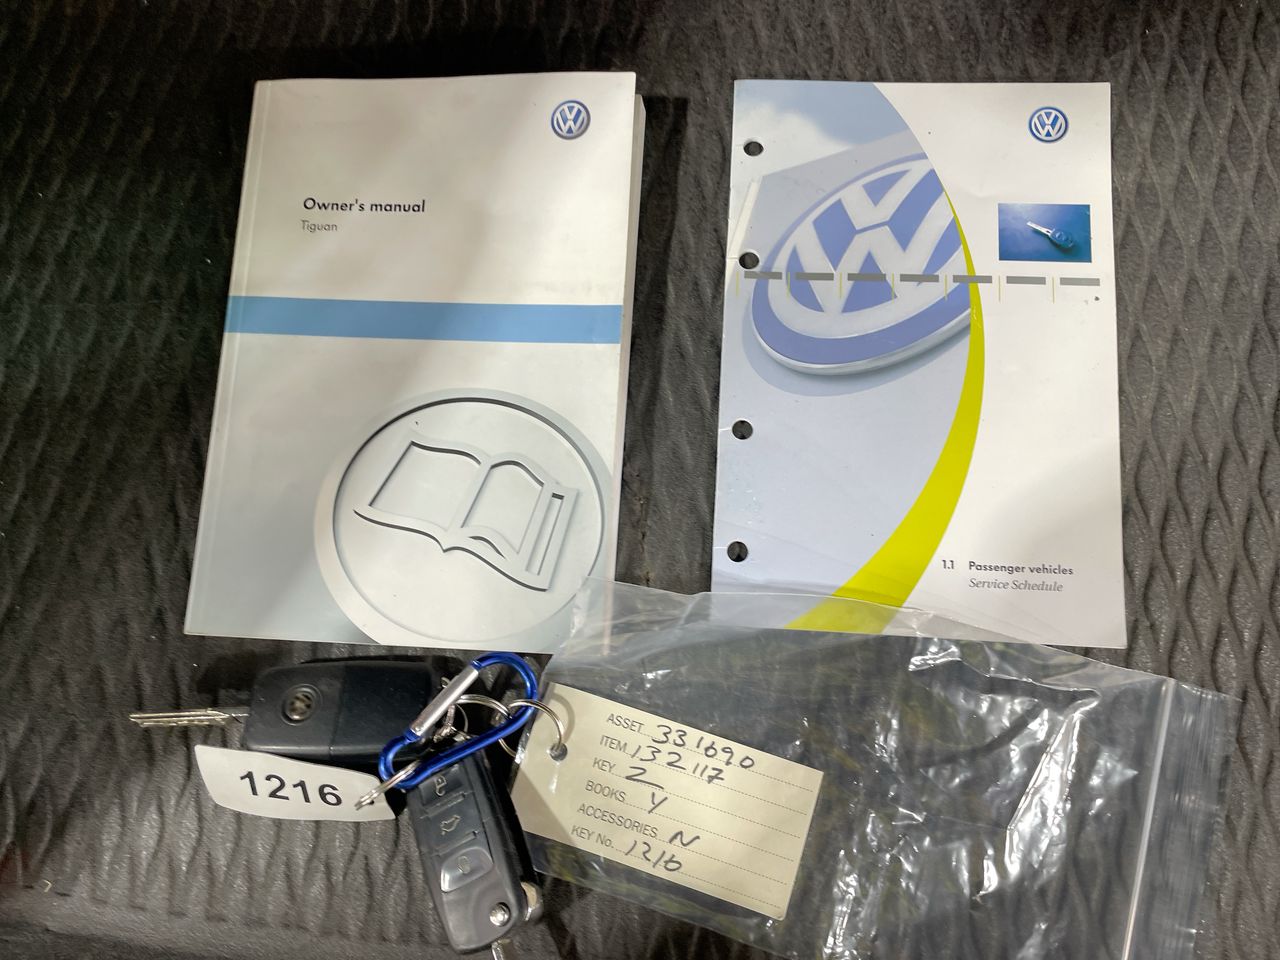 Owner's manual
Tiguan
1.1 Passenger vehicles
Service Schedule
1216
ASSET 331690
ITEM 132117
KEY 2
BOOKS Y
ACCESSORIES N
KEY No. 1216